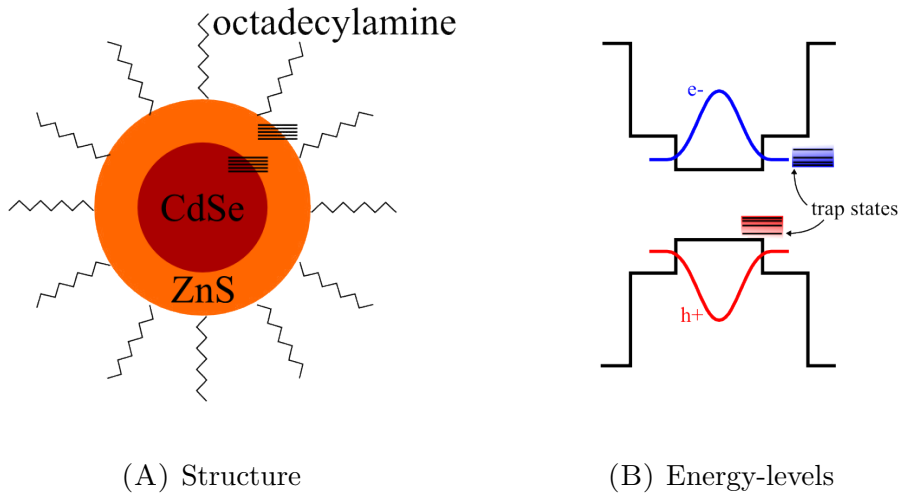 octadecylamine
CdSe
ZnS
e-
trap states
h+
(A) Structure
(B) Energy-levels